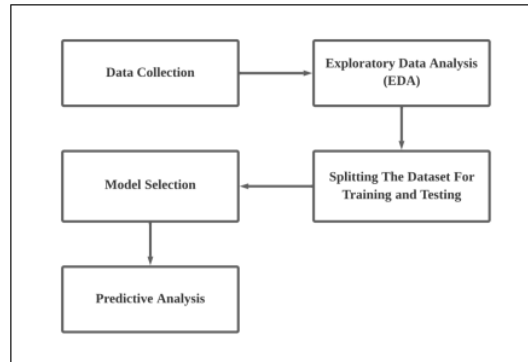 Data Collection
Exploratory Data Analysis
(EDA)
Splitting The Dataset For
Training and Testing
Model Selection
Predictive Analysis